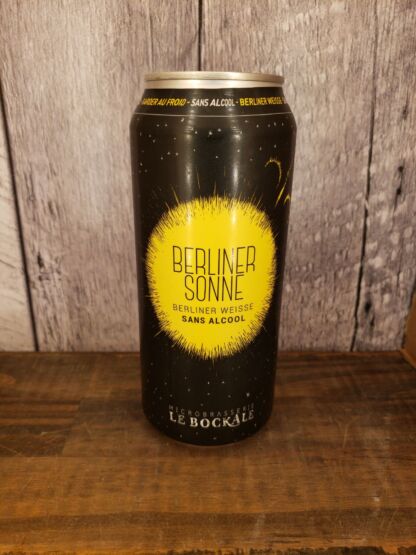 GARDER AU FROID - SANS ALCOOL - BERLINER WEISSE
BERLINER
SONNE
BERLINER WEISSE
SANS ALCOOL
MICROBRASSERIE
LE BOCKALE